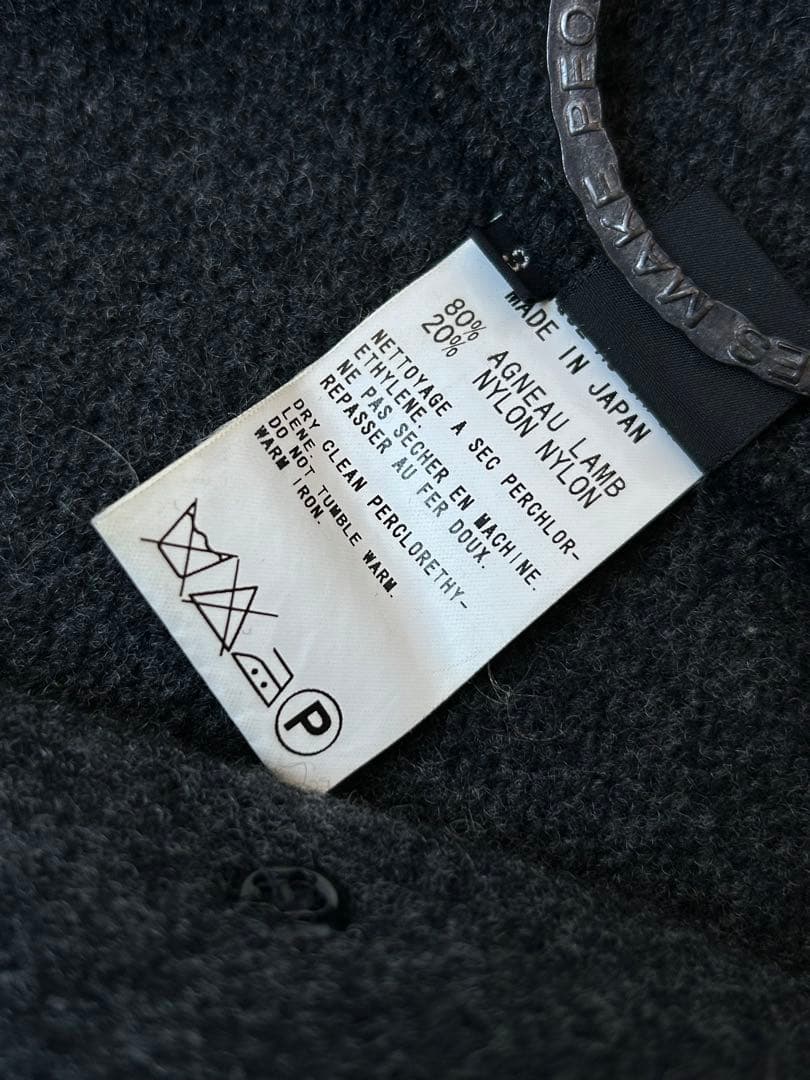 MAKE PEO
ES
MADE IN JAPAN
80% AGNEAU LAMB
20% NYLON NYLON
NETTOYAGE A SEC PERCHLOR-
ETHYLENE.
NE PAS SECHER EN MACHINE.
REPASSER AU FER DOUX.
DRY CLEAN PERCLORETHY-
LENE.
DO NOT TUMBLE WARM.
WARM IRON.
P